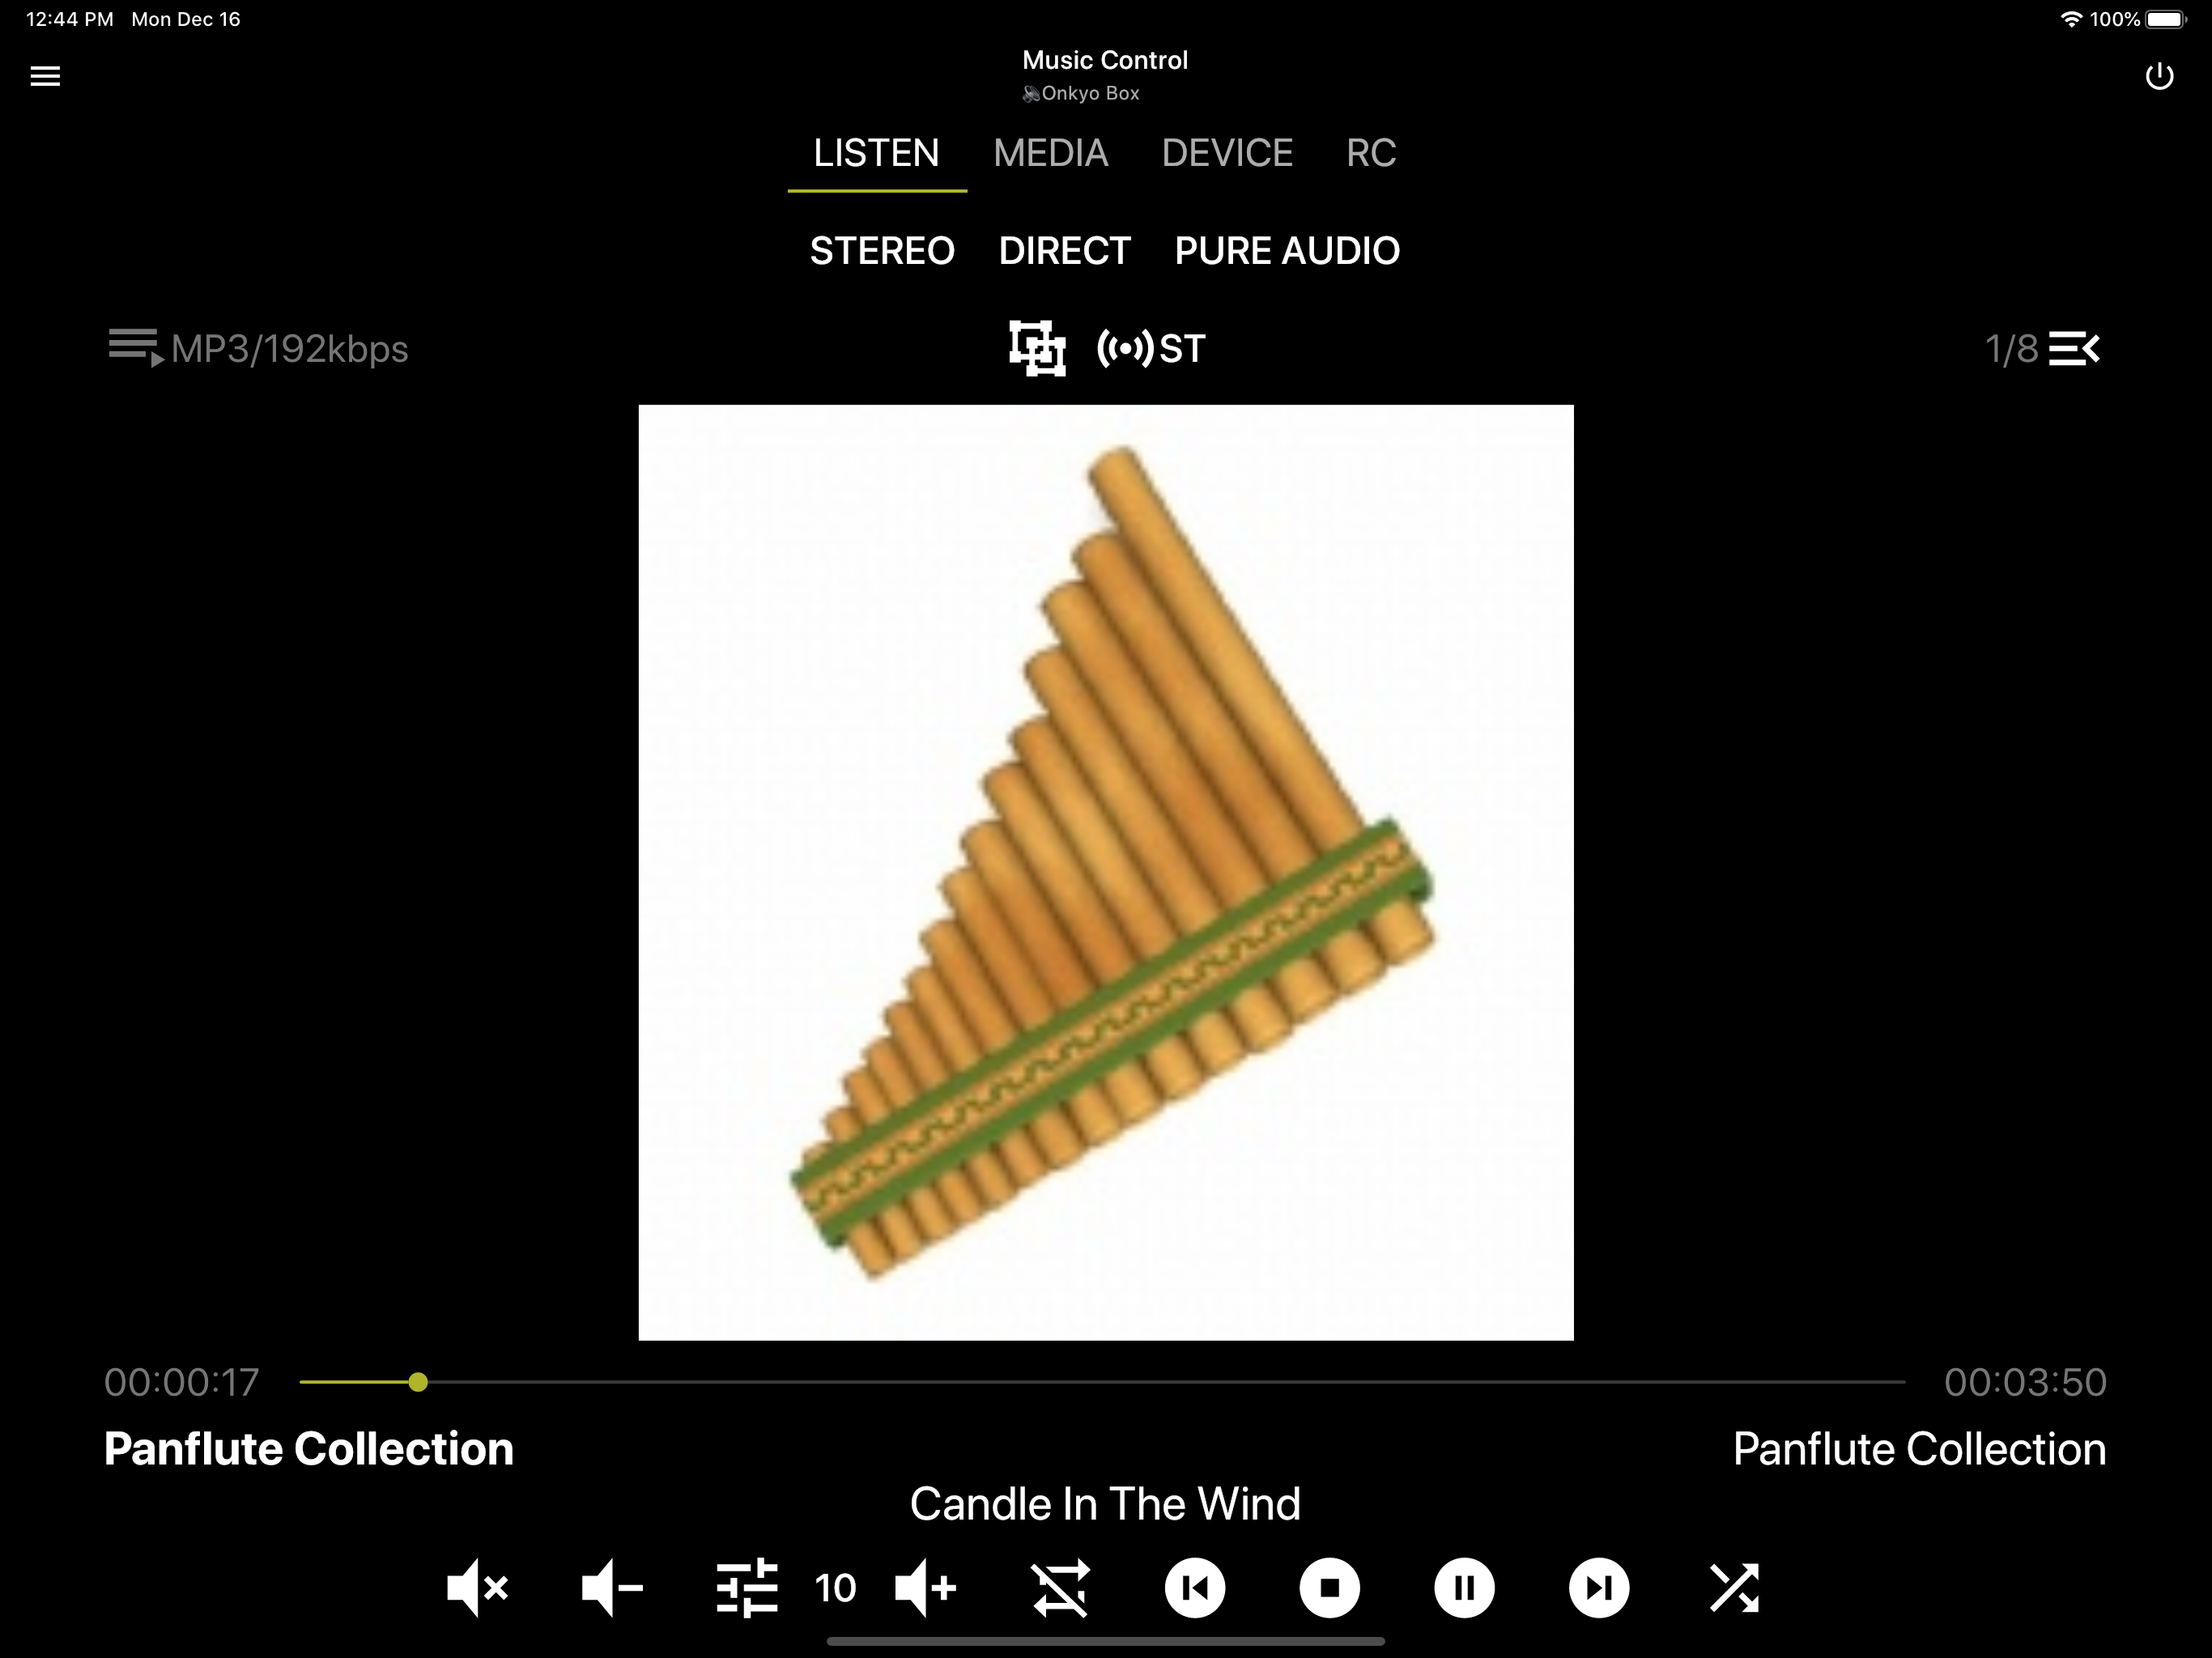 12:44 PM Mon Dec 16 100%
Music Control
Onkyo Box
LISTEN MEDIA DEVICE RC
STEREO DIRECT PURE AUDIO
MP3/192kbps ST 1/8
00:00:17 00:03:50
Panflute Collection Panflute Collection
Candle In The Wind
10